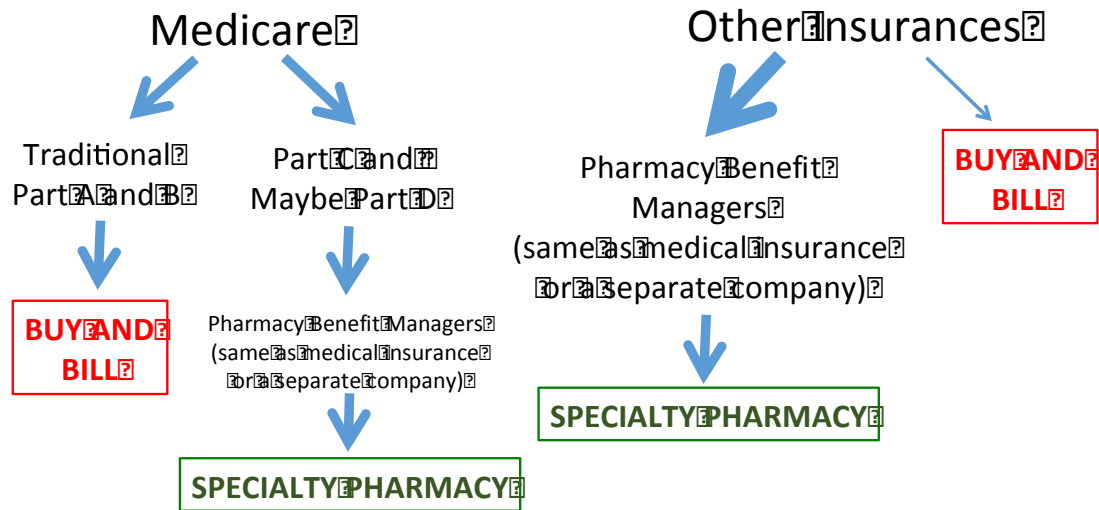 Medicare
Traditional
Part A and B
BUY AND
BILL
Part C and
Maybe Part D
Pharmacy Benefit Managers
(same as medical insurance
or a separate company)
SPECIALTY PHARMACY
Other Insurances
Pharmacy Benefit
Managers
(same as medical insurance
or a separate company)
SPECIALTY PHARMACY
BUY AND
BILL